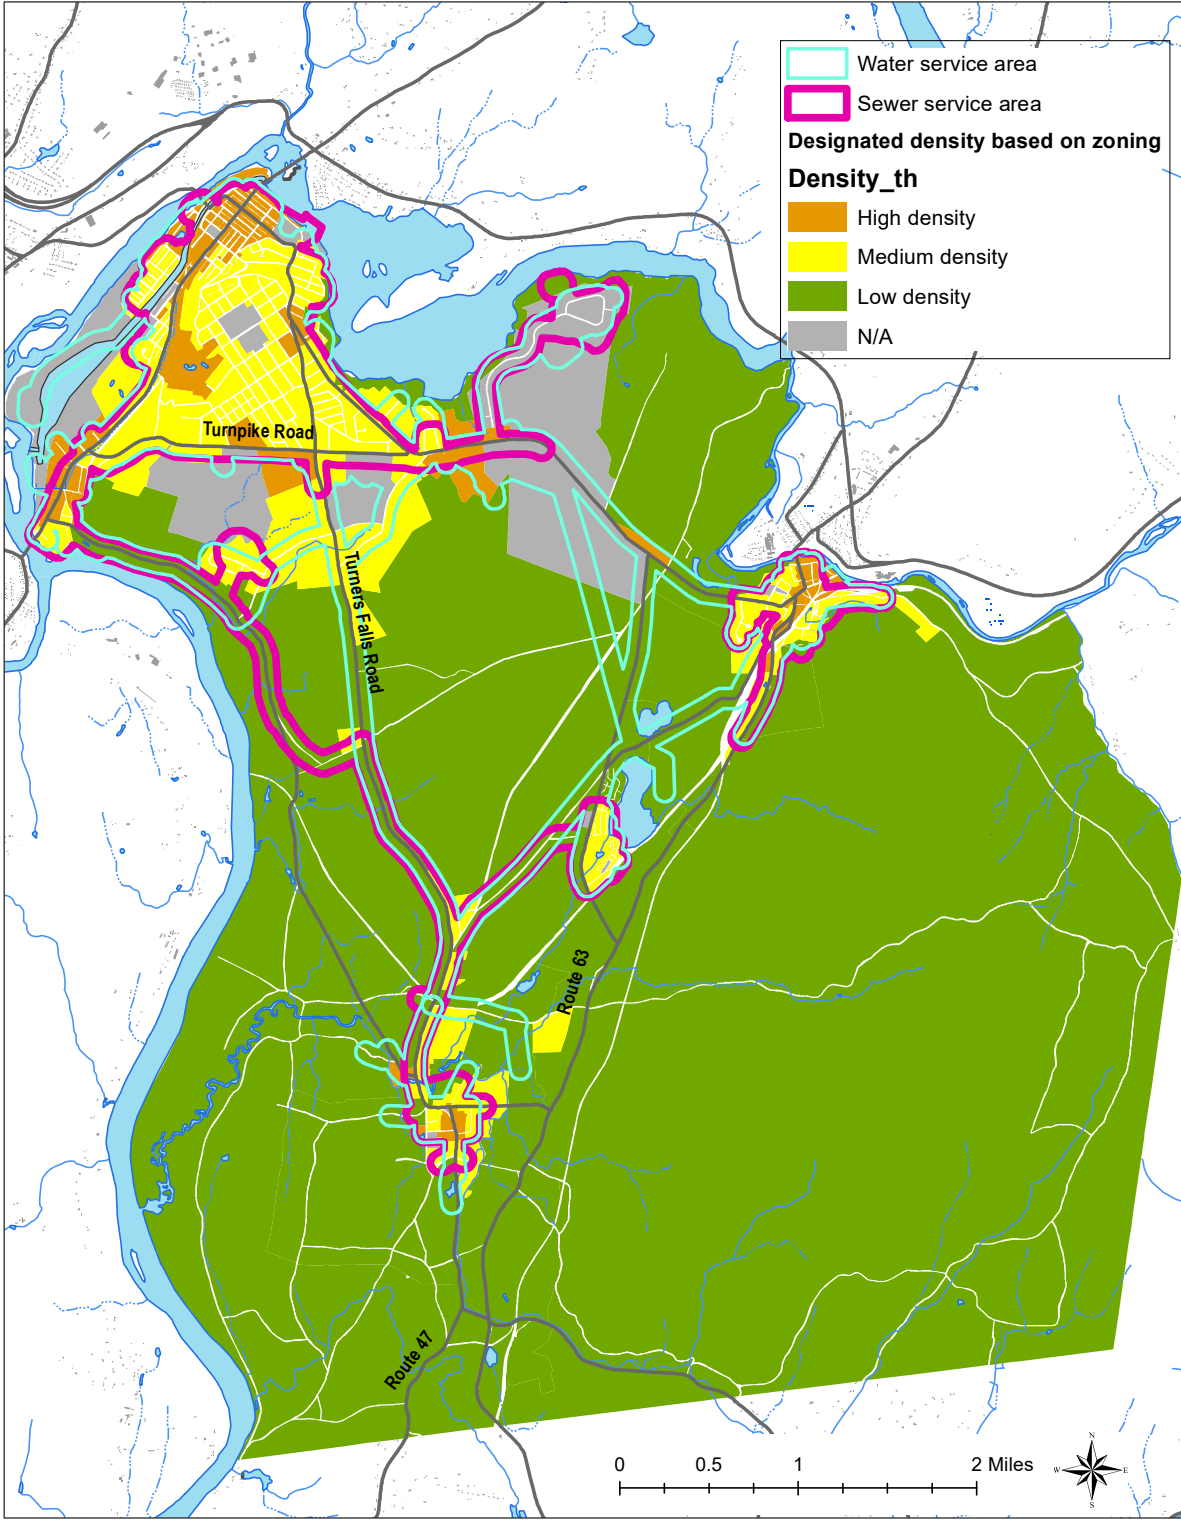 Water service area
Sewer service area
Designated density based on zoning
Density_th
High density
Medium density
Low density
N/A
Turnpike Road
Turners Falls Road
Route 63
Route 47
0 0.5 1 2 Miles
N
W E
S